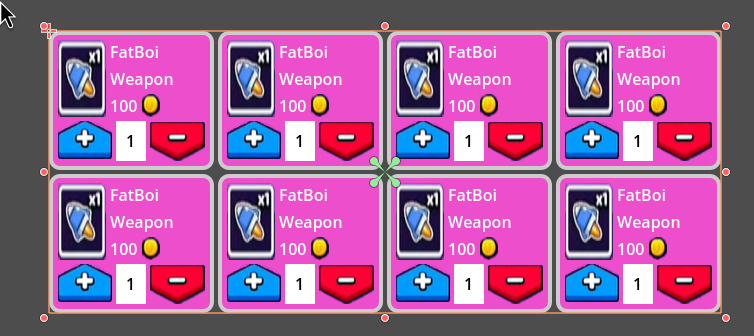 x1 FatBoi x1 FatBoi x1 FatBoi x1 FatBoi
Weapon Weapon Weapon Weapon
100 100 100 100
+ 1 − + 1 − + 1 − + 1 −
x1 FatBoi x1 FatBoi x1 FatBoi x1 FatBoi
Weapon Weapon Weapon Weapon
100 100 100 100
+ 1 − + 1 − + 1 − + 1 −